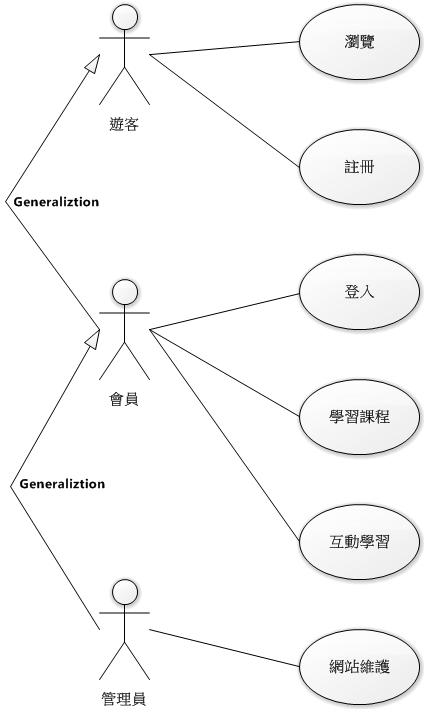 瀏覽
遊客
註冊
Generaliztion
登入
會員
學習課程
Generaliztion
互動學習
網站維護
管理員